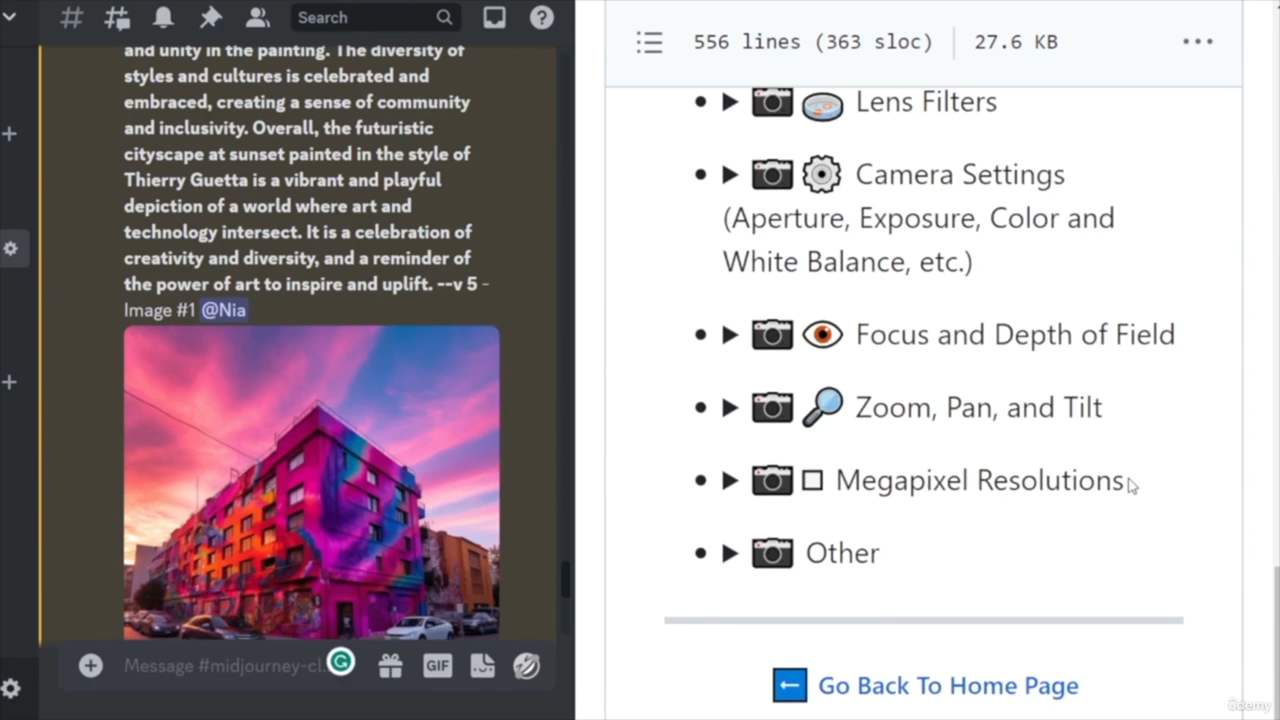 Search
and unity in the painting. The diversity of
styles and cultures is celebrated and
embraced, creating a sense of community
and inclusivity. Overall, the futuristic
cityscape at sunset painted in the style of
Thierry Guetta is a vibrant and playful
depiction of a world where art and
technology intersect. It is a celebration of
creativity and diversity, and a reminder of
the power of art to inspire and uplift. --v 5 -
Image #1 @Nia
Message #midjourney-cl
GIF
556 lines (363 sloc)
27.6 KB
Lens Filters
Camera Settings
(Aperture, Exposure, Color and
White Balance, etc.)
Focus and Depth of Field
Zoom, Pan, and Tilt
Megapixel Resolutions
Other
Go Back To Home Page
ûdemy